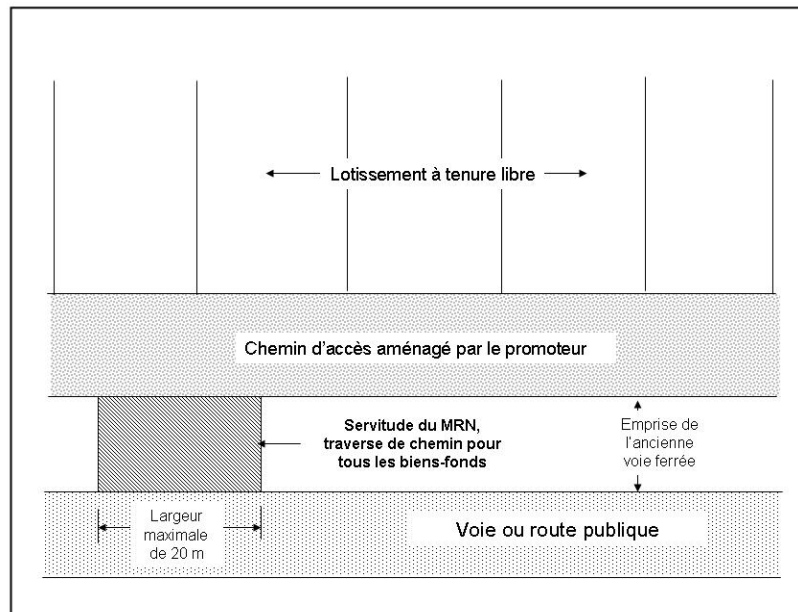 Lotissement à tenure libre
Chemin d'accès aménagé par le promoteur
Servitude du MRN,
traverse de chemin pour
tous les biens-fonds
Emprise de
l'ancienne
voie ferrée
Largeur
maximale
de 20 m
Voie ou route publique